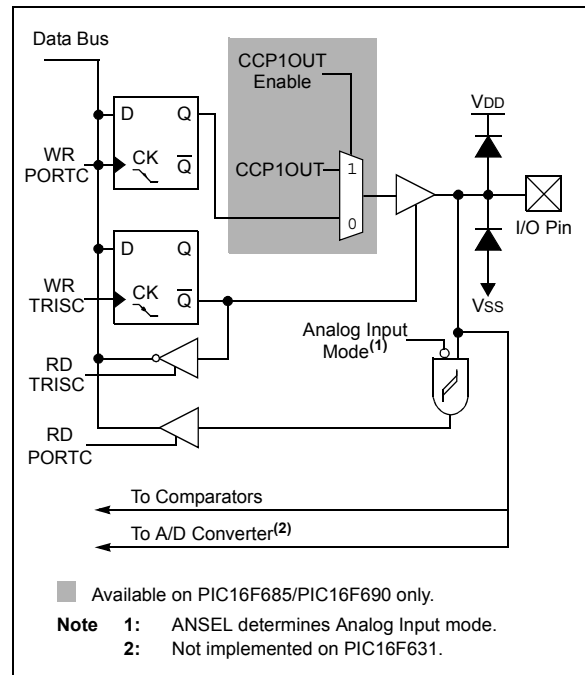 Data Bus
CCP1OUT
Enable
VDD
D Q
WR
PORTC
CK Q
CCP1OUT
1
0
I/O Pin
D Q
WR
TRISC
CK Q
VSS
Analog Input
Mode(1)
RD
TRISC
RD
PORTC
To Comparators
To A/D Converter(2)
Available on PIC16F685/PIC16F690 only.
Note 1: ANSEL determines Analog Input mode.
2: Not implemented on PIC16F631.